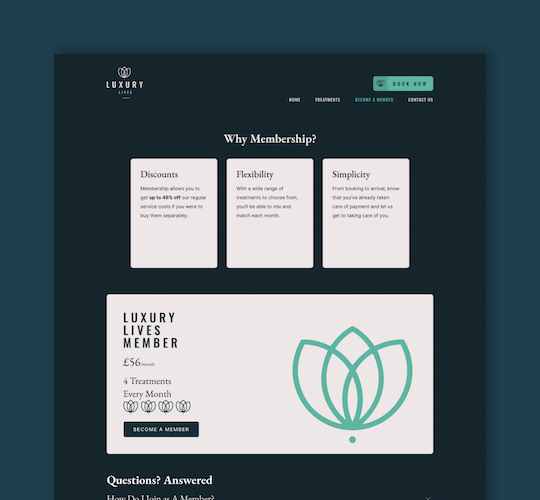 LUXURY
LIVES
BOOK NOW
HOME TREATMENTS BECOME A MEMBER CONTACT US
Why Membership?
Discounts
Membership allows you to
get up to 46% off our regular
service costs if you were to
buy them separately.
Flexibility
With a wide range of
treatments to choose from,
you'll be able to mix and
match each month.
Simplicity
From booking to arrival, know
that you've already taken
care of payment and let us
get to taking care of you.
LUXURY
LIVES
MEMBER
£56/monthly
4 Treatments
Every Month
BECOME A MEMBER
Questions? Answered
How Do I Join as A Member?